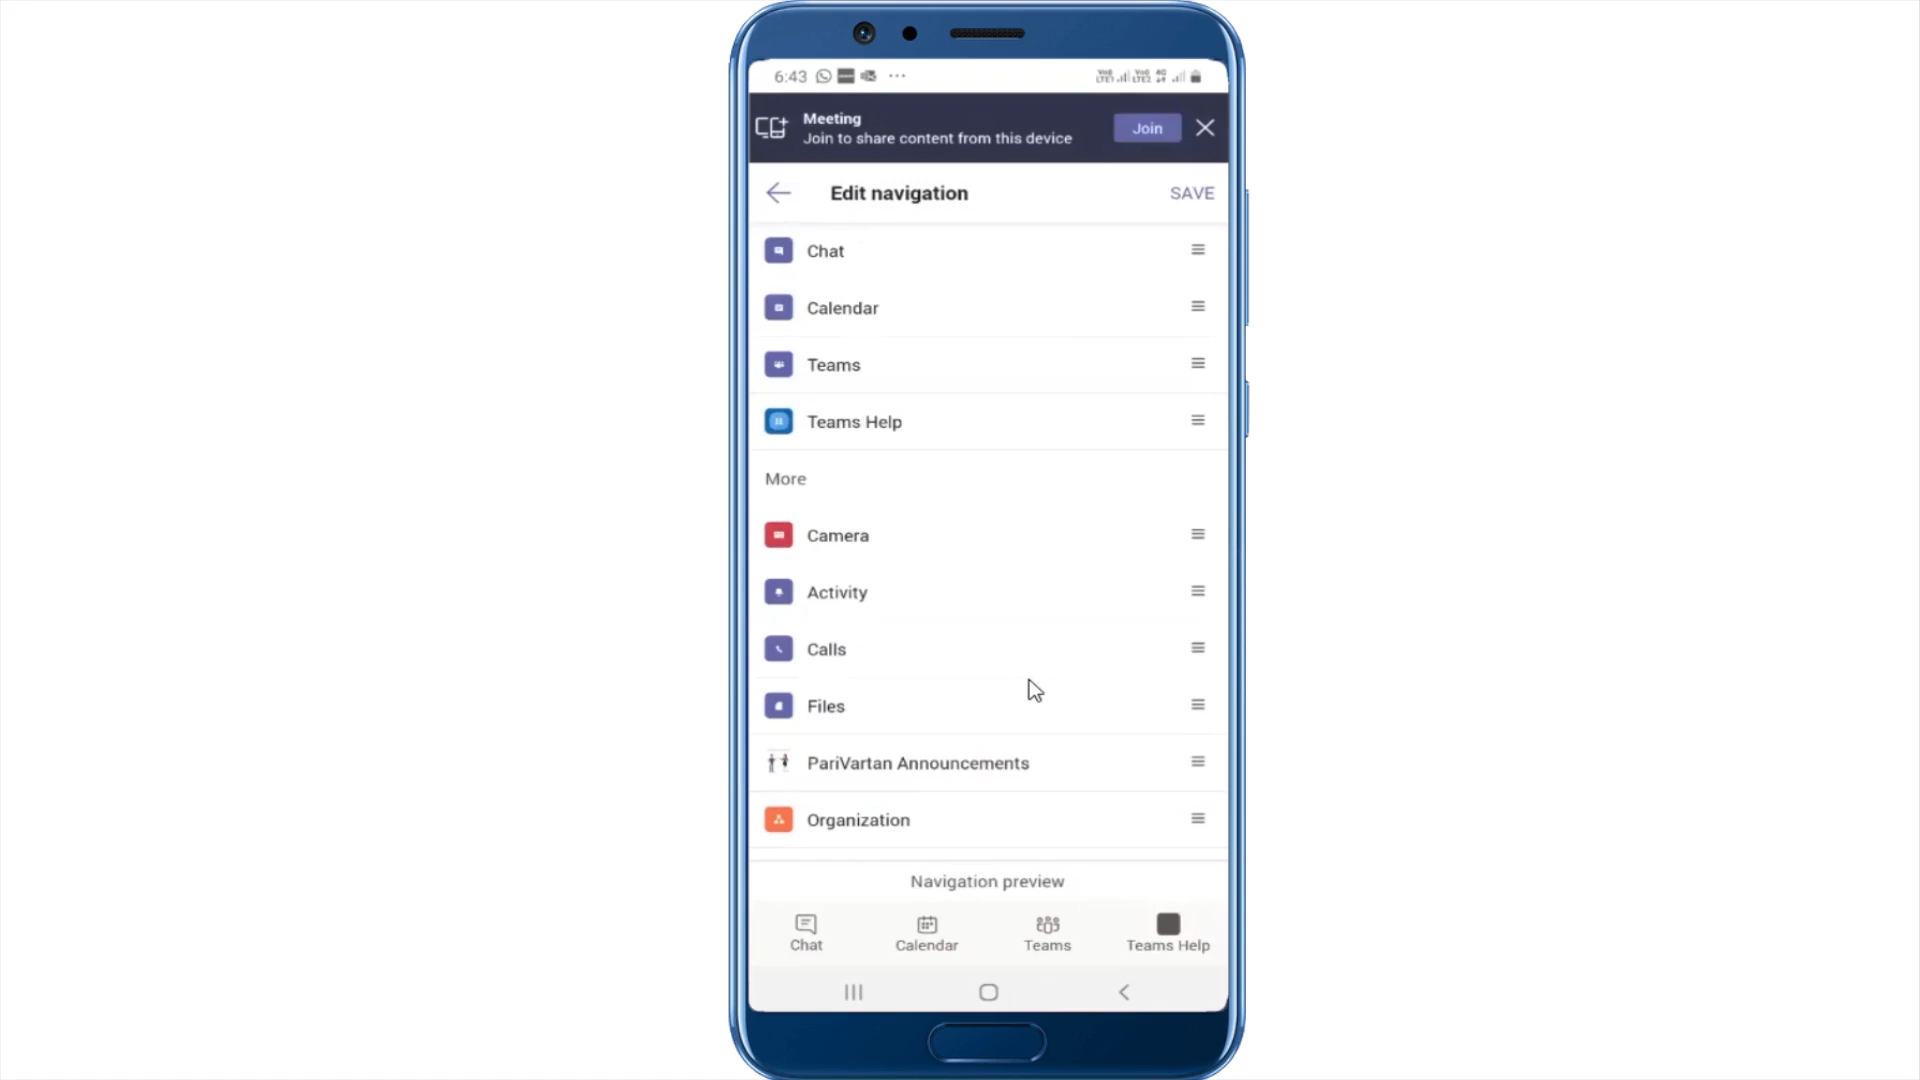 6:43
Meeting
Join to share content from this device
Join
Edit navigation
SAVE
Chat
Calendar
Teams
Teams Help
More
Camera
Activity
Calls
Files
PariVartan Announcements
Organization
Navigation preview
Chat
Calendar
Teams
Teams Help